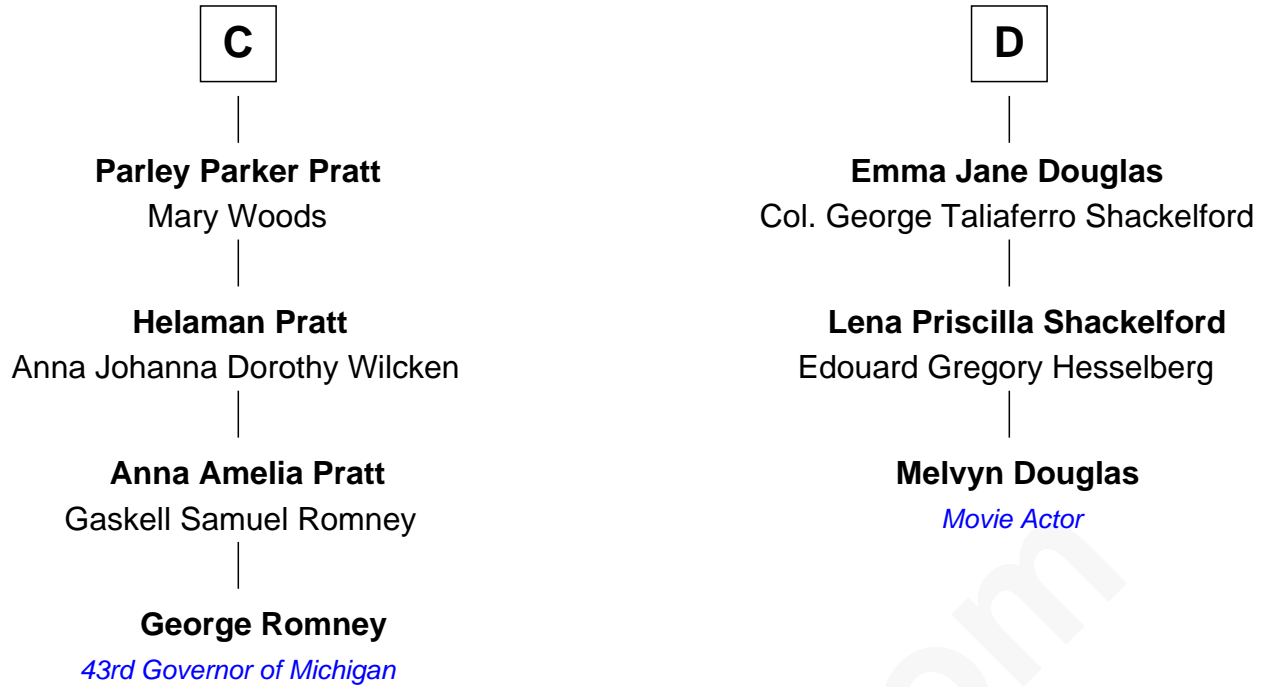 C
Parley Parker Pratt
Mary Woods
Helaman Pratt
Anna Johanna Dorothy Wilcken
Anna Amelia Pratt
Gaskell Samuel Romney
George Romney
43rd Governor of Michigan
D
Emma Jane Douglas
Col. George Taliaferro Shackelford
Lena Priscilla Shackelford
Edouard Gregory Hesselberg
Melvyn Douglas
Movie Actor
om